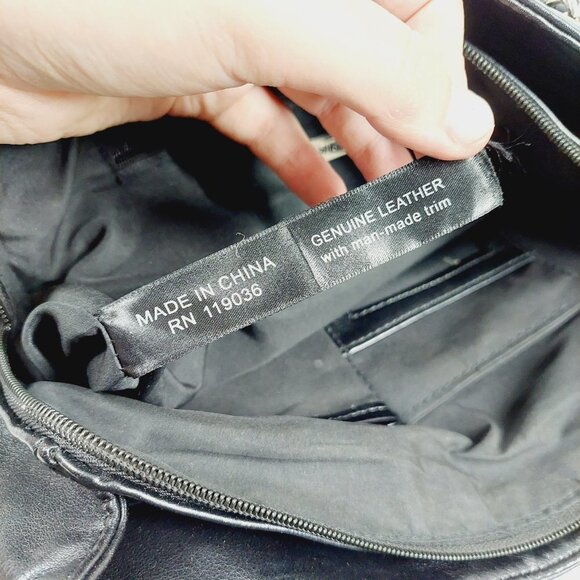 MADE IN CHINA
RN 119036
GENUINE LEATHER
with man-made trim